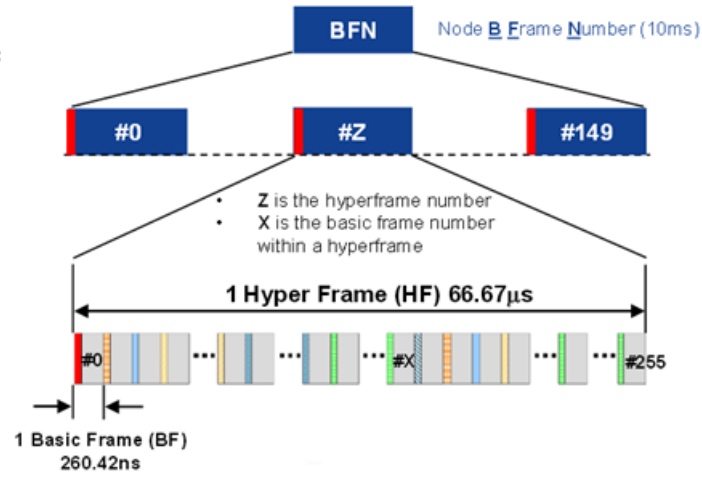 BFN
Node B Frame Number (10ms)
#0
#Z
#149
• Z is the hyperframe number
• X is the basic frame number
within a hyperframe
1 Hyper Frame (HF) 66.67µs
#0
...
...
...
#X
...
...
#255
1 Basic Frame (BF)
260.42ns